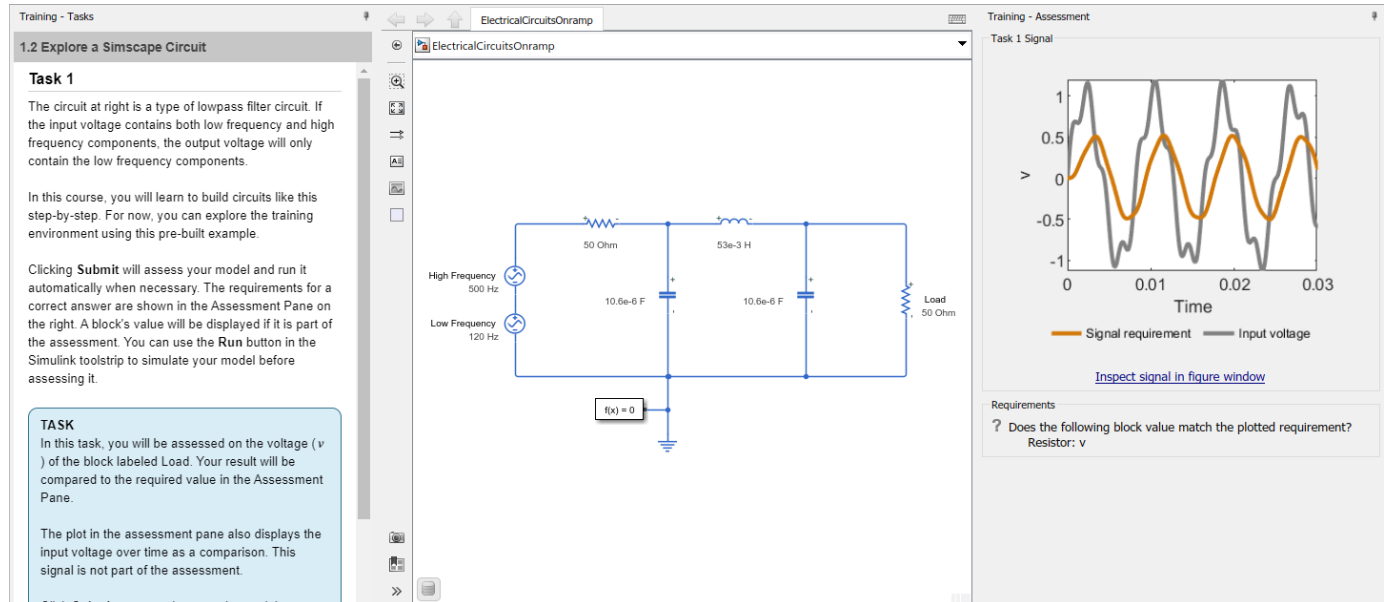 Training - Tasks
1.2 Explore a Simscape Circuit
Task 1
The circuit at right is a type of lowpass filter circuit. If
the input voltage contains both low frequency and high
frequency components, the output voltage will only
contain the low frequency components.
In this course, you will learn to build circuits like this
step-by-step. For now, you can explore the training
environment using this pre-built example.
Clicking Submit will assess your model and run it
automatically when necessary. The requirements for a
correct answer are shown in the Assessment Pane on
the right. A block's value will be displayed if it is part of
the assessment. You can use the Run button in the
Simulink toolstrip to simulate your model before
assessing it.
TASK
In this task, you will be assessed on the voltage (v
) of the block labeled Load. Your result will be
compared to the required value in the Assessment
Pane.
The plot in the assessment pane also displays the
input voltage over time as a comparison. This
signal is not part of the assessment.
ElectricalCircuitsOnramp
ElectricalCircuitsOnramp
50 Ohm
53e-3 H
High Frequency
500 Hz
10.6e-6 F
10.6e-6 F
Load
50 Ohm
Low Frequency
120 Hz
f(x) = 0
Training - Assessment
Task 1 Signal
1
0.5
0
-0.5
-1
v
0
0.01
0.02
0.03
Time
Signal requirement
Input voltage
Inspect signal in figure window
Requirements
? Does the following block value match the plotted requirement?
Resistor: v